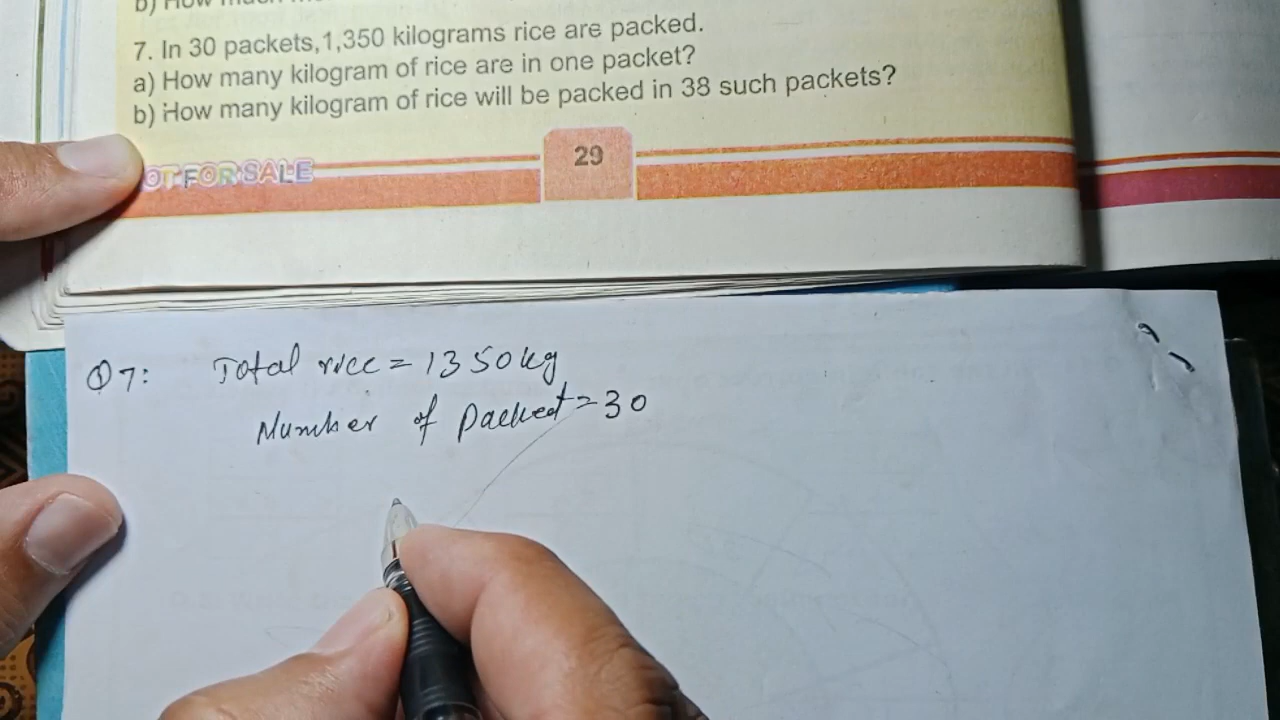 7. In 30 packets,1,350 kilograms rice are packed.
a) How many kilogram of rice are in one packet?
b) How many kilogram of rice will be packed in 38 such packets?
OT FOR SALE
29
Q7: Total rice = 1350kg
Number of Packet = 30